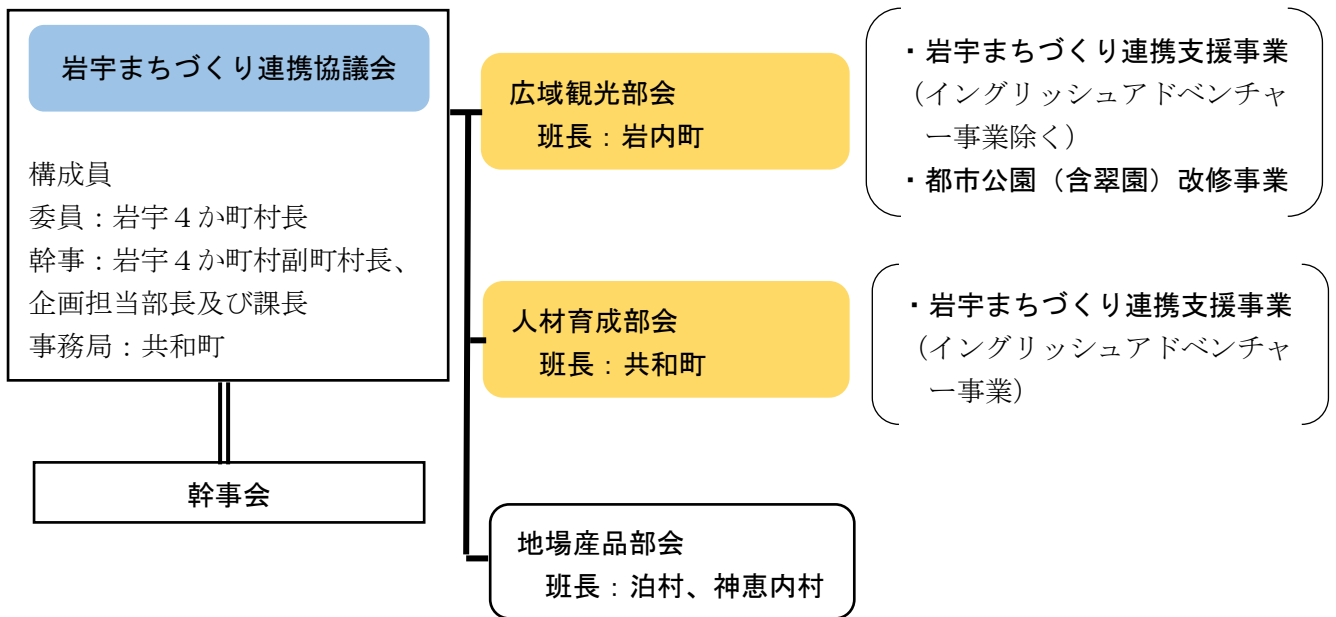 岩宇まちづくり連携協議会
構成員
委員：岩宇４か町村長
幹事：岩宇４か町村副町村長、
企画担当部長及び課長
事務局：共和町
幹事会
広域観光部会
班長：岩内町
・岩宇まちづくり連携支援事業
（イングリッシュアドベンチャ
ー事業除く）
・都市公園（含翠園）改修事業
人材育成部会
班長：共和町
・岩宇まちづくり連携支援事業
（イングリッシュアドベンチャ
ー事業）
地場産品部会
班長：泊村、神恵内村